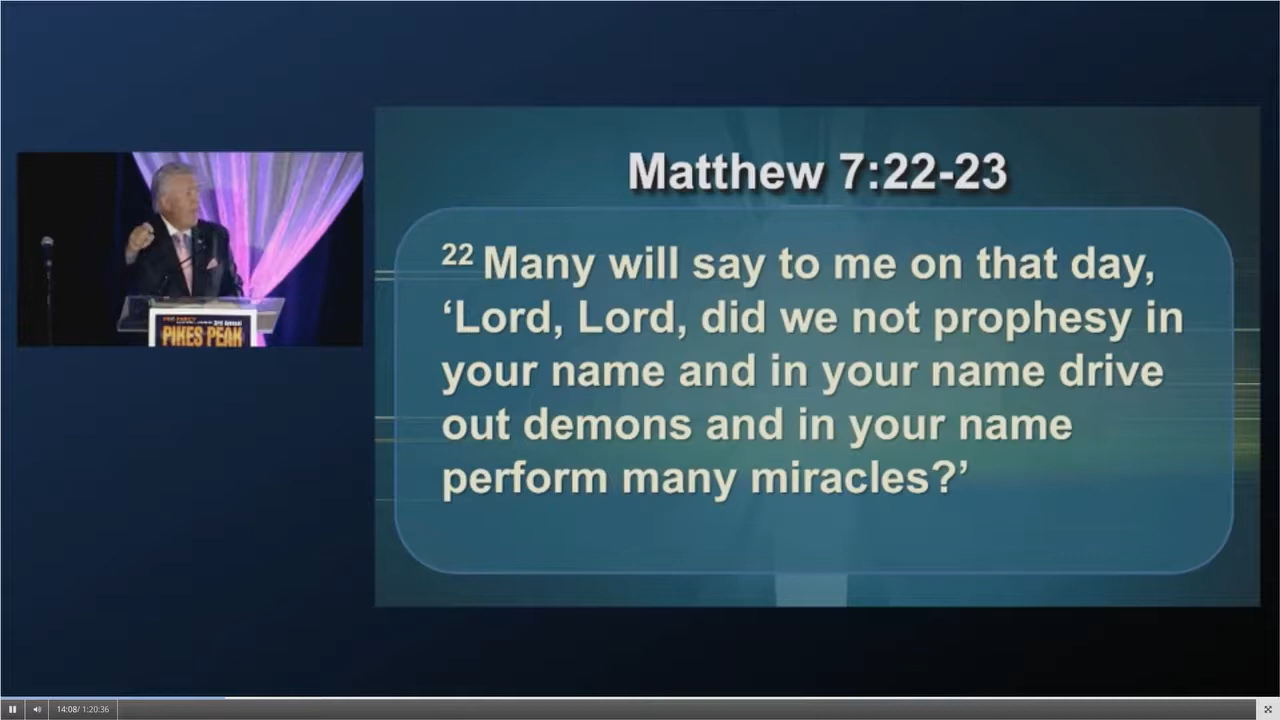 Matthew 7:22-23
22 Many will say to me on that day,
‘Lord, Lord, did we not prophesy in
your name and in your name drive
out demons and in your name
perform many miracles?’
PIKES PEAK
14:08/ 1:20:36